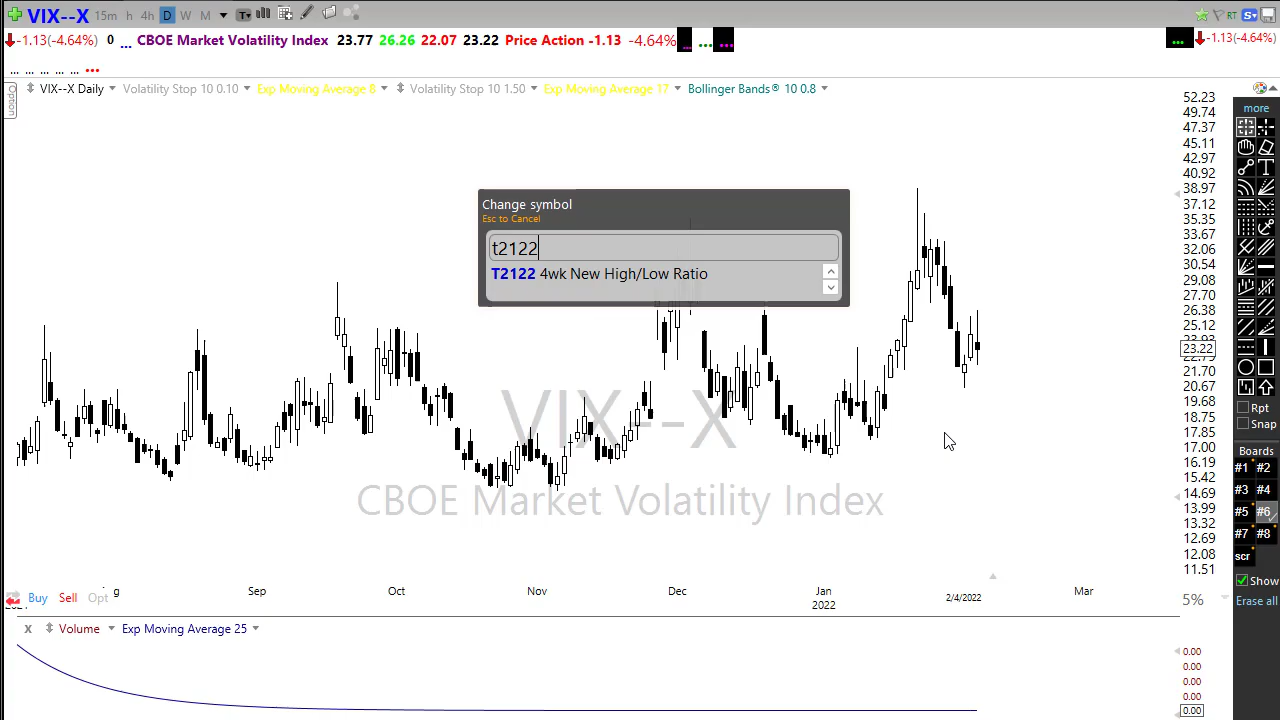 VIX--X 15m h 4h D W M T RT S
-1.13(-4.64%) 0 ... CBOE Market Volatility Index 23.77 26.26 22.07 23.22 Price Action -1.13 -4.64% ... ... ... ... -1.13(-4.64%)
... ... ... ... ... ...
Option
VIX--X Daily Volatility Stop 10 0.10 Exp Moving Average 8 Volatility Stop 10 1.50 Exp Moving Average 17 Bollinger Bands® 10 0.8
Change symbol
Esc to Cancel
t2122
T2122 4wk New High/Low Ratio
VIX--X
CBOE Market Volatility Index
52.23
49.74
47.37
45.11
42.97
40.92
38.97
37.12
35.35
33.67
32.06
30.54
29.08
27.70
26.38
25.12
23.22
21.70
20.67
19.68
18.75
17.85
17.00
16.19
15.42
14.69
13.99
13.32
12.69
12.08
11.51
more
Rpt
Snap
Boards
#1 #2
#3 #4
#5 #6
#7 #8
scr
Show
Erase all
Sep Oct Nov Dec Jan 2/4/2022 Mar
2022
Buy Sell Opt g
5%
X Volume Exp Moving Average 25
0.00
0.00
0.00
0.00
0.00